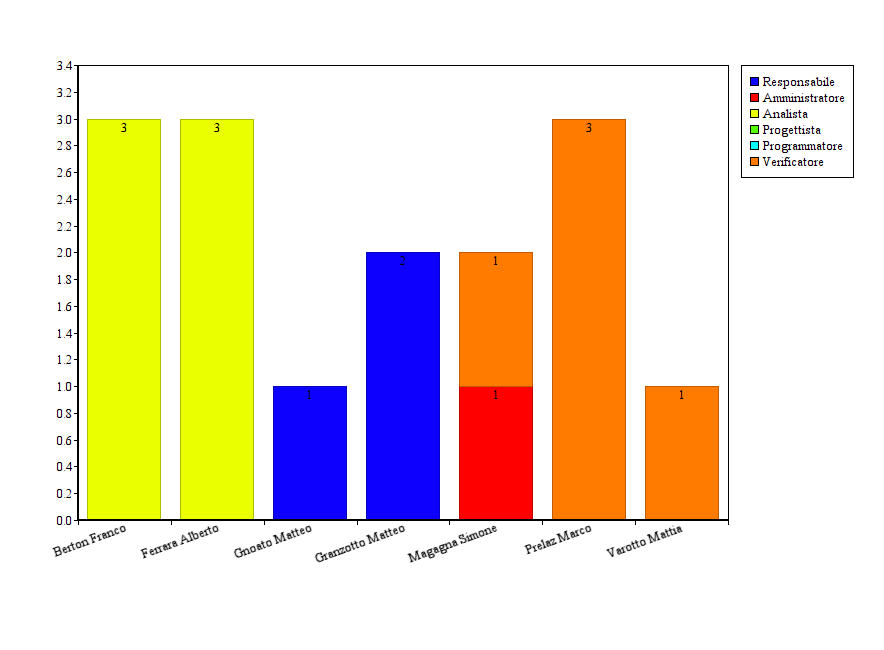 3.4
3.2
3.0
2.8
2.6
2.4
2.2
2.0
1.8
1.6
1.4
1.2
1.0
0.8
0.6
0.4
0.2
0.0
3
3
1
2
1
1
3
1
Berton Franco
Ferrara Alberto
Gnoato Matteo
Granzotto Matteo
Magagna Simone
Prelaz Marco
Varotto Mattia
Responsabile
Amministratore
Analista
Progettista
Programmatore
Verificatore